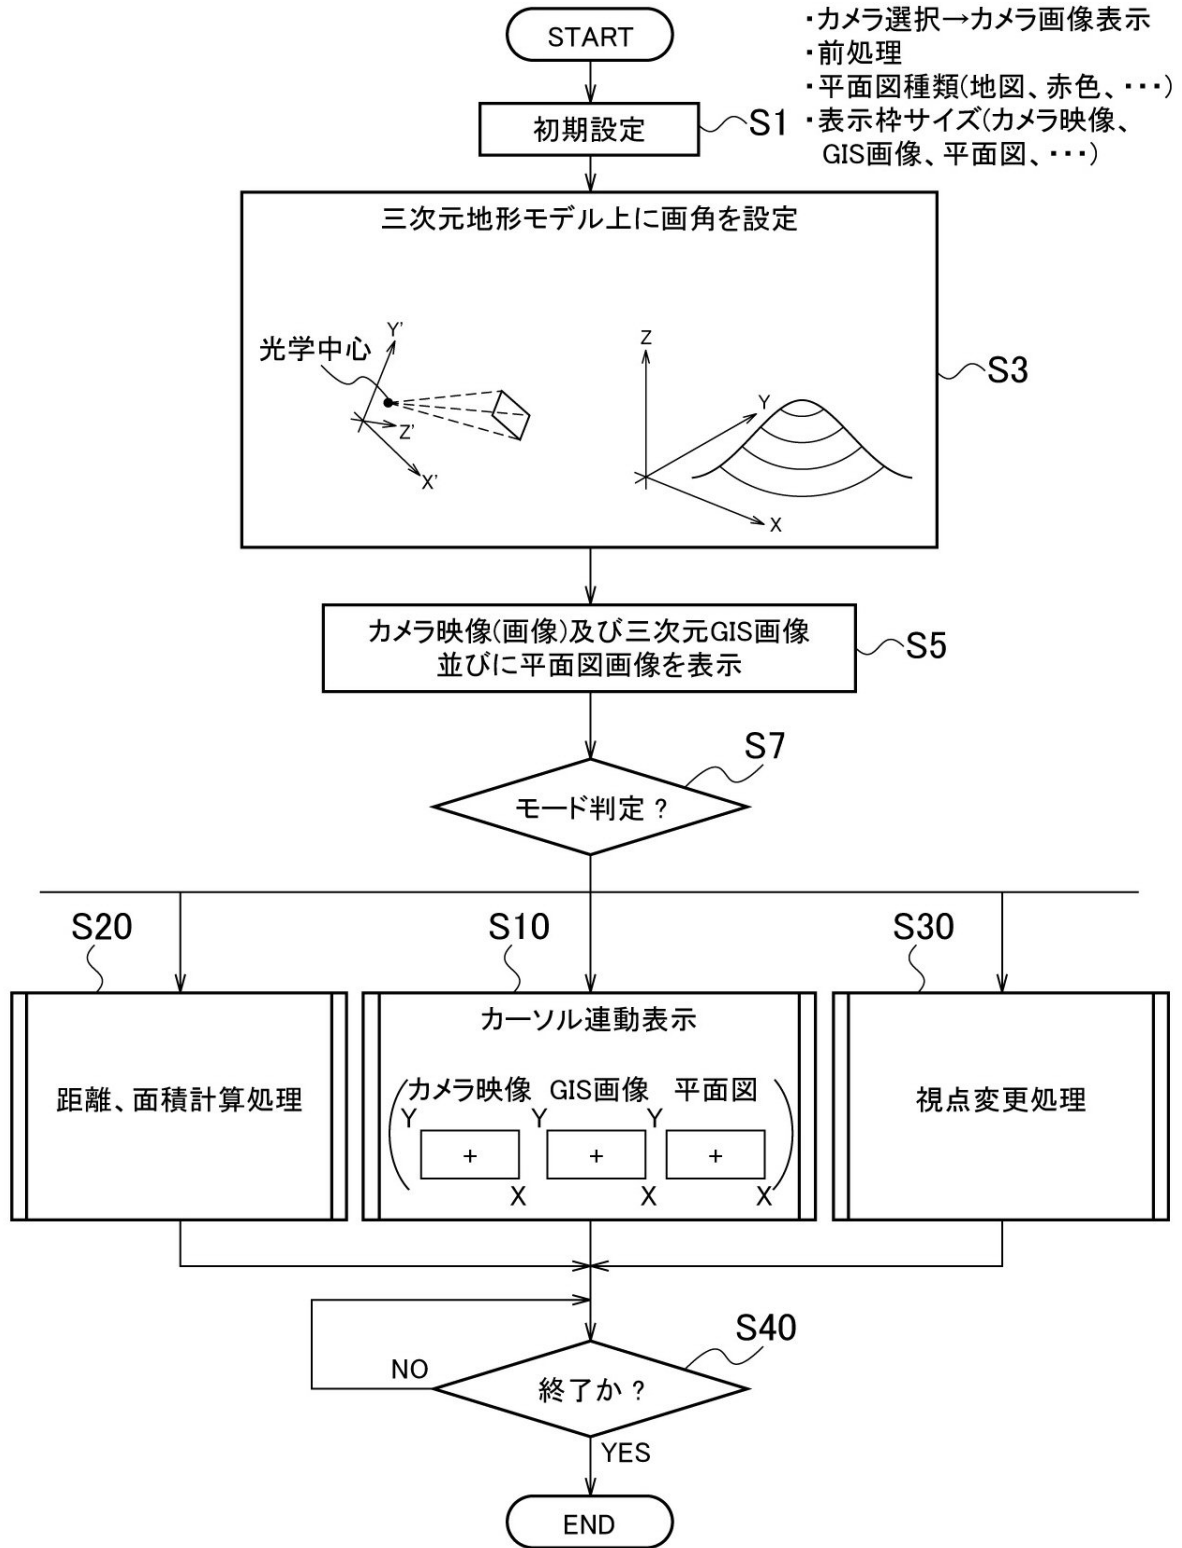 START
・カメラ選択→カメラ画像表示
・前処理
・平面図種類(地図、赤色、・・・)
・表示枠サイズ(カメラ映像、
GIS画像、平面図、・・・)
初期設定
S1
三次元地形モデル上に画角を設定
光学中心
Y'
Z'
X'
Z
Y
X
S3
カメラ映像(画像)及び三次元GIS画像
並びに平面図画像を表示
S5
S7
モード判定?
S20
S10
S30
距離、面積計算処理
カーソル連動表示
カメラ映像 GIS画像 平面図
Y Y Y
+ + +
X X X
視点変更処理
S40
終了か?
NO
YES
END